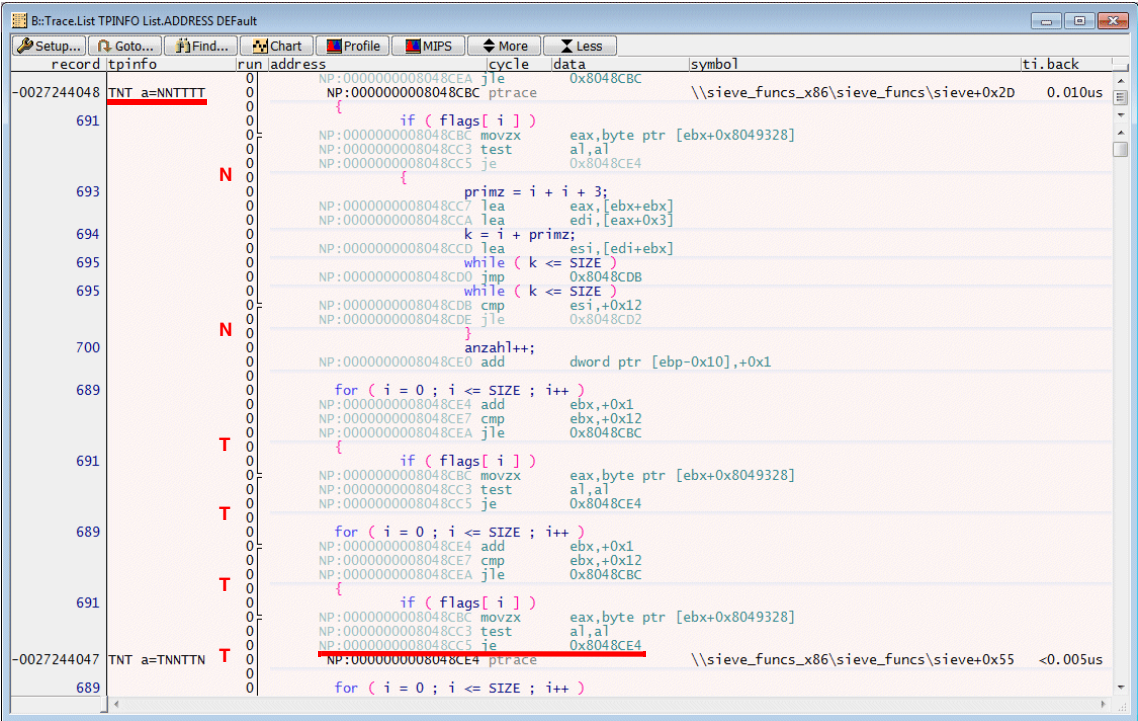 B::Trace.List TPINFO List.ADDRESS DEFault
Setup... Goto... Find... Chart Profile MIPS More Less
record tpinfo run address cycle data symbol ti.back
0 NP:0000000008048CEA jle 0x8048CBC
-0027244048 TNT a=NNTTTT 0 NP:0000000008048CBC ptrace \\sieve_funcs_x86\sieve_funcs\sieve+0x2D 0.010us
0 {
691 0 if ( flags[ i ] )
0 NP:0000000008048CBC movzx eax,byte ptr [ebx+0x8049328]
0 NP:0000000008048CC3 test al,al
0 NP:0000000008048CC5 je 0x8048CE4
N 0 {
693 0 primz = i + i + 3;
0 NP:0000000008048CC7 lea eax,[ebx+ebx]
0 NP:0000000008048CCA lea edi,[eax+0x3]
694 0 k = i + primz;
0 NP:0000000008048CCD lea esi,[edi+ebx]
695 0 while ( k <= SIZE )
0 NP:0000000008048CD0 jmp 0x8048CDB
695 0 while ( k <= SIZE )
0 NP:0000000008048CDB cmp esi,+0x12
0 NP:0000000008048CDE jle 0x8048CD2
N 0 }
700 0 anzahl++;
0 NP:0000000008048CE0 add dword ptr [ebp-0x10],+0x1
0
689 0 for ( i = 0 ; i <= SIZE ; i++ )
0 NP:0000000008048CE4 add ebx,+0x1
0 NP:0000000008048CE7 cmp ebx,+0x12
0 NP:0000000008048CEA jle 0x8048CBC
T 0 {
691 0 if ( flags[ i ] )
0 NP:0000000008048CBC movzx eax,byte ptr [ebx+0x8049328]
0 NP:0000000008048CC3 test al,al
0 NP:0000000008048CC5 je 0x8048CE4
T 0
689 0 for ( i = 0 ; i <= SIZE ; i++ )
0 NP:0000000008048CE4 add ebx,+0x1
0 NP:0000000008048CE7 cmp ebx,+0x12
0 NP:0000000008048CEA jle 0x8048CBC
T 0 {
691 0 if ( flags[ i ] )
0 NP:0000000008048CBC movzx eax,byte ptr [ebx+0x8049328]
0 NP:0000000008048CC3 test al,al
0 NP:0000000008048CC5 je 0x8048CE4
-0027244047 TNT a=TNNTTN T 0 NP:0000000008048CE4 ptrace \\sieve_funcs_x86\sieve_funcs\sieve+0x55 <0.005us
0
689 0 for ( i = 0 ; i <= SIZE ; i++ )